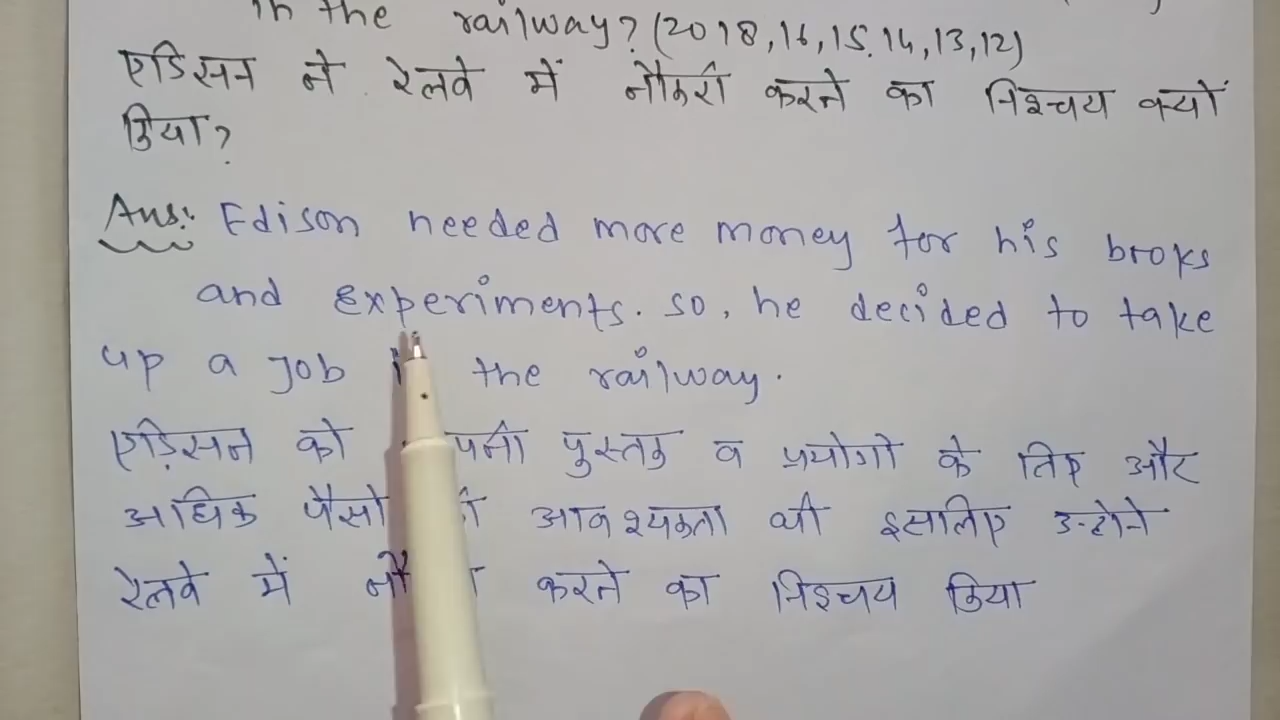 in the railway? (2018,16,15.14,13,12)
एडिसन ने रेलवे में नौकरी करने का निश्चय क्यों
किया?
Ans: Edison needed more money for his books
and experiments. so, he decided to take
up a job the railway.
एडिसन को पुस्तक व प्रयोगो के लिए और
अधिक पैसो आवश्यकता थी इसलिए उन्होने
रेलवे में करने का निश्चय किया